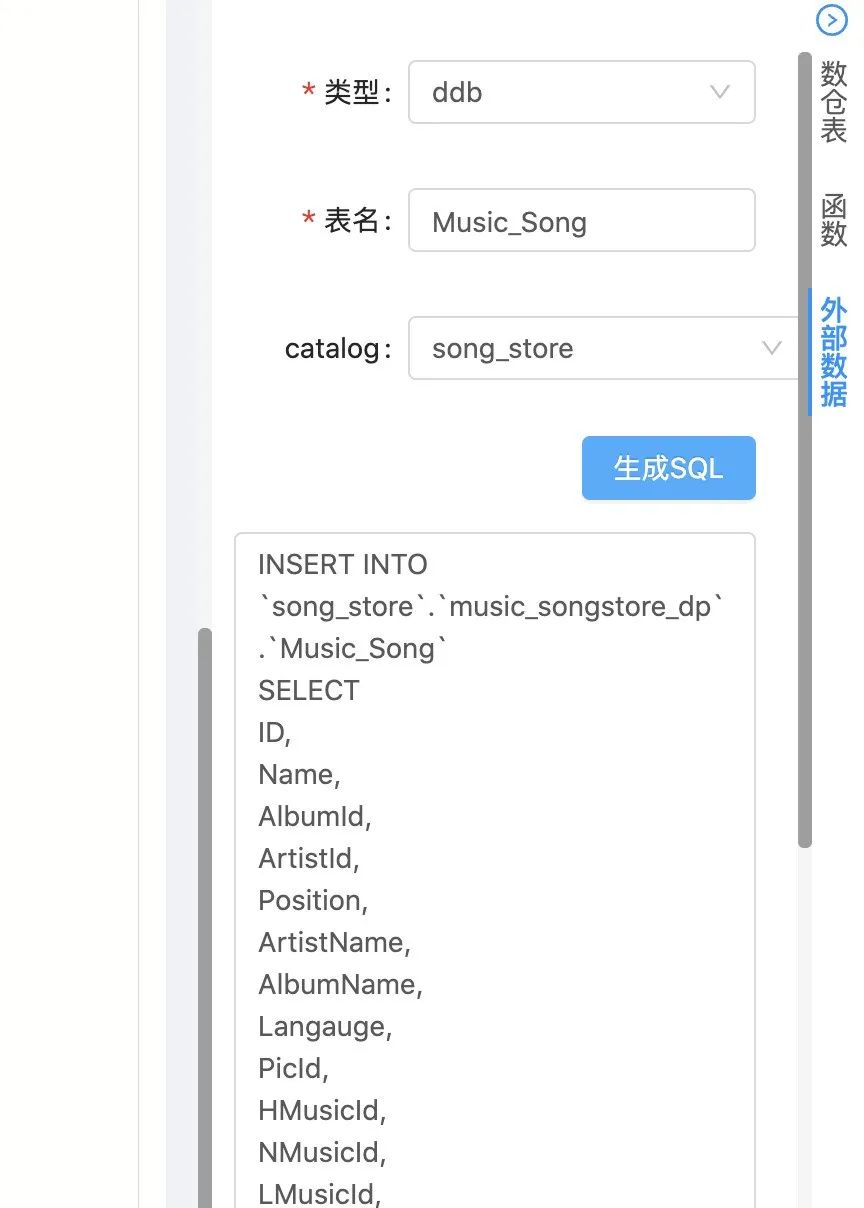 * 类型:
ddb
* 表名:
Music_Song
catalog:
song_store
生成SQL
INSERT INTO
`song_store`.`music_songstore_dp`
.`Music_Song`
SELECT
ID,
Name,
AlbumId,
ArtistId,
Position,
ArtistName,
AlbumName,
Langauge,
PicId,
HMusicId,
NMusicId,
LMusicId,
数仓表
函数
外部数据